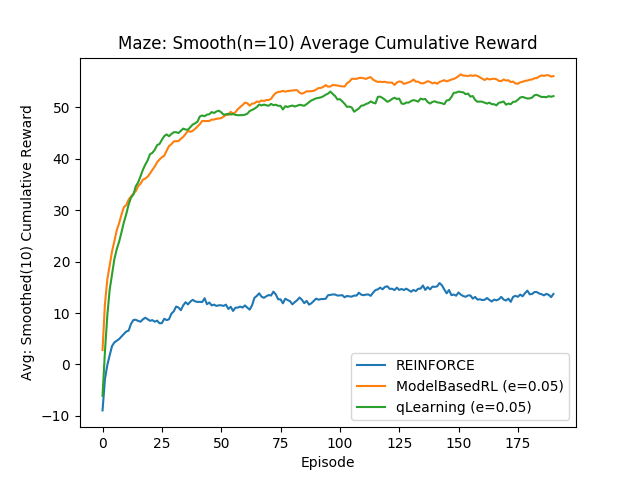 Maze: Smooth(n=10) Average Cumulative Reward
Avg: Smoothed(10) Cumulative Reward
50
40
30
20
10
0
−10
0
25
50
75
100
125
150
175
Episode
REINFORCE
ModelBasedRL (e=0.05)
qLearning (e=0.05)